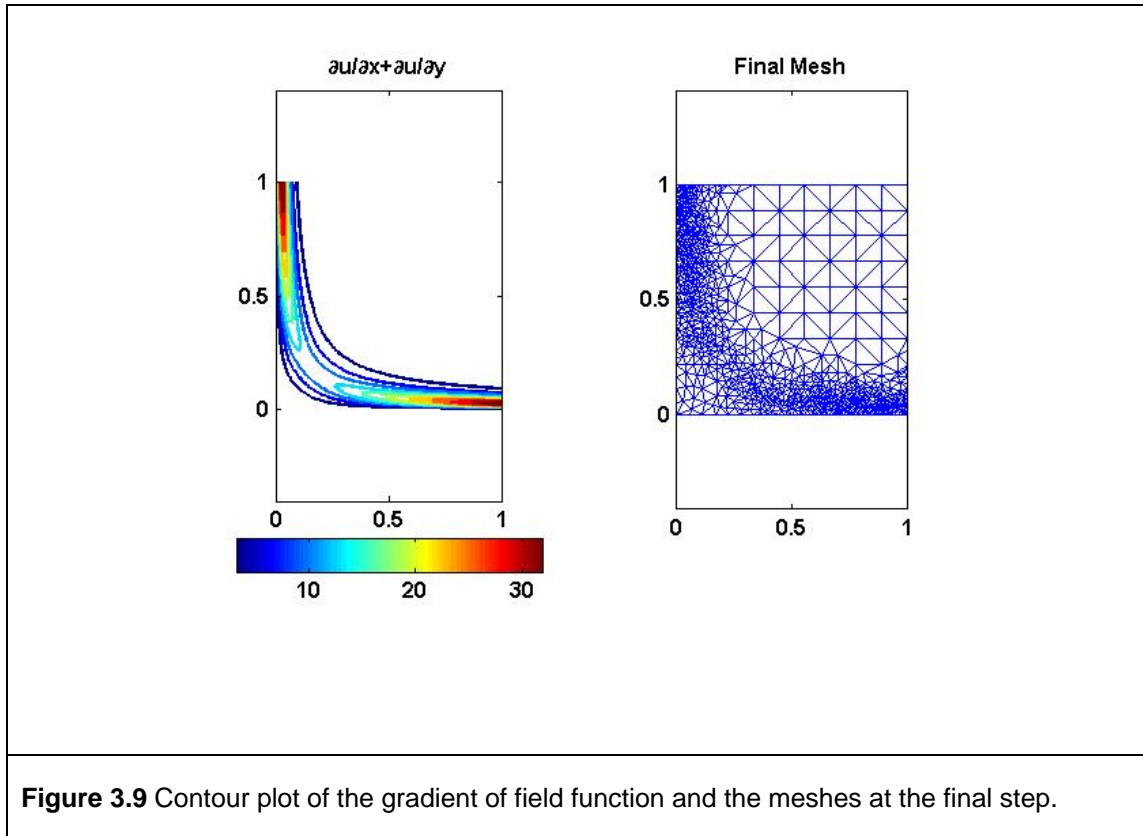 ∂u/∂x+∂u/∂y
1
0.5
0
0 0.5 1
10 20 30
Final Mesh
1
0.5
0
0 0.5 1
Figure 3.9 Contour plot of the gradient of field function and the meshes at the final step.